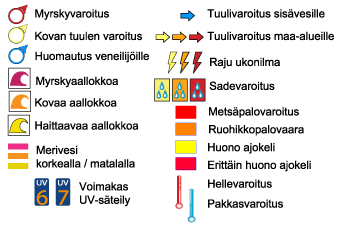 Myrskyvaroitus
Kovan tuulen varoitus
Huomautus veneilijöille
Myrskyaallokkoa
Kovaa aallokkoa
Haittaavaa aallokkoa
Merivesi
korkealla / matalalla
UV
6
UV
7
Voimakas
UV-säteily
Tuulivaroitus sisävesille
Tuulivaroitus maa-alueille
Raju ukonilma
Sadevaroitus
Metsäpalovaroitus
Ruohikkopalovaara
Huono ajokeli
Erittäin huono ajokeli
Hellevaroitus
Pakkasvaroitus